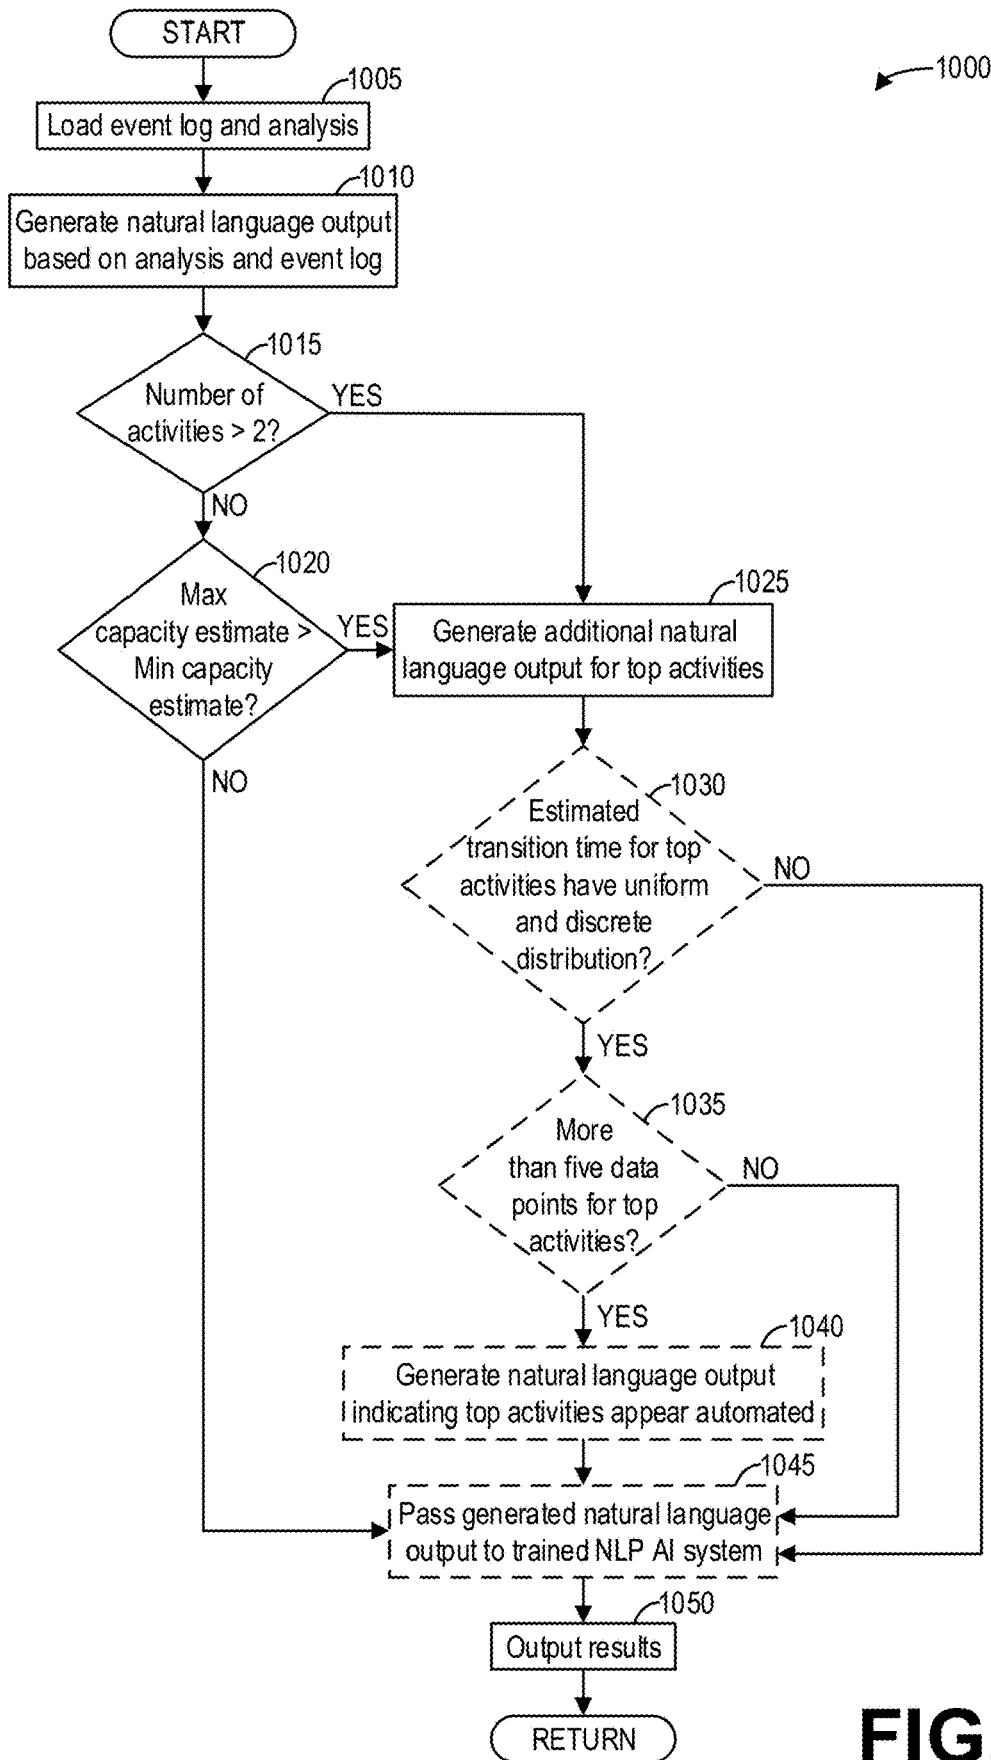 START
1000
1005
Load event log and analysis
1010
Generate natural language output
based on analysis and event log
1015
Number of
activities > 2?
YES
NO
1020
Max
capacity estimate >
Min capacity
estimate?
YES
NO
1025
Generate additional natural
language output for top activities
1030
Estimated
transition time for top
activities have uniform
and discrete
distribution?
NO
YES
1035
More
than five data
points for top
activities?
NO
YES
1040
Generate natural language output
indicating top activities appear automated
1045
Pass generated natural language
output to trained NLP AI system
1050
Output results
RETURN
FIG